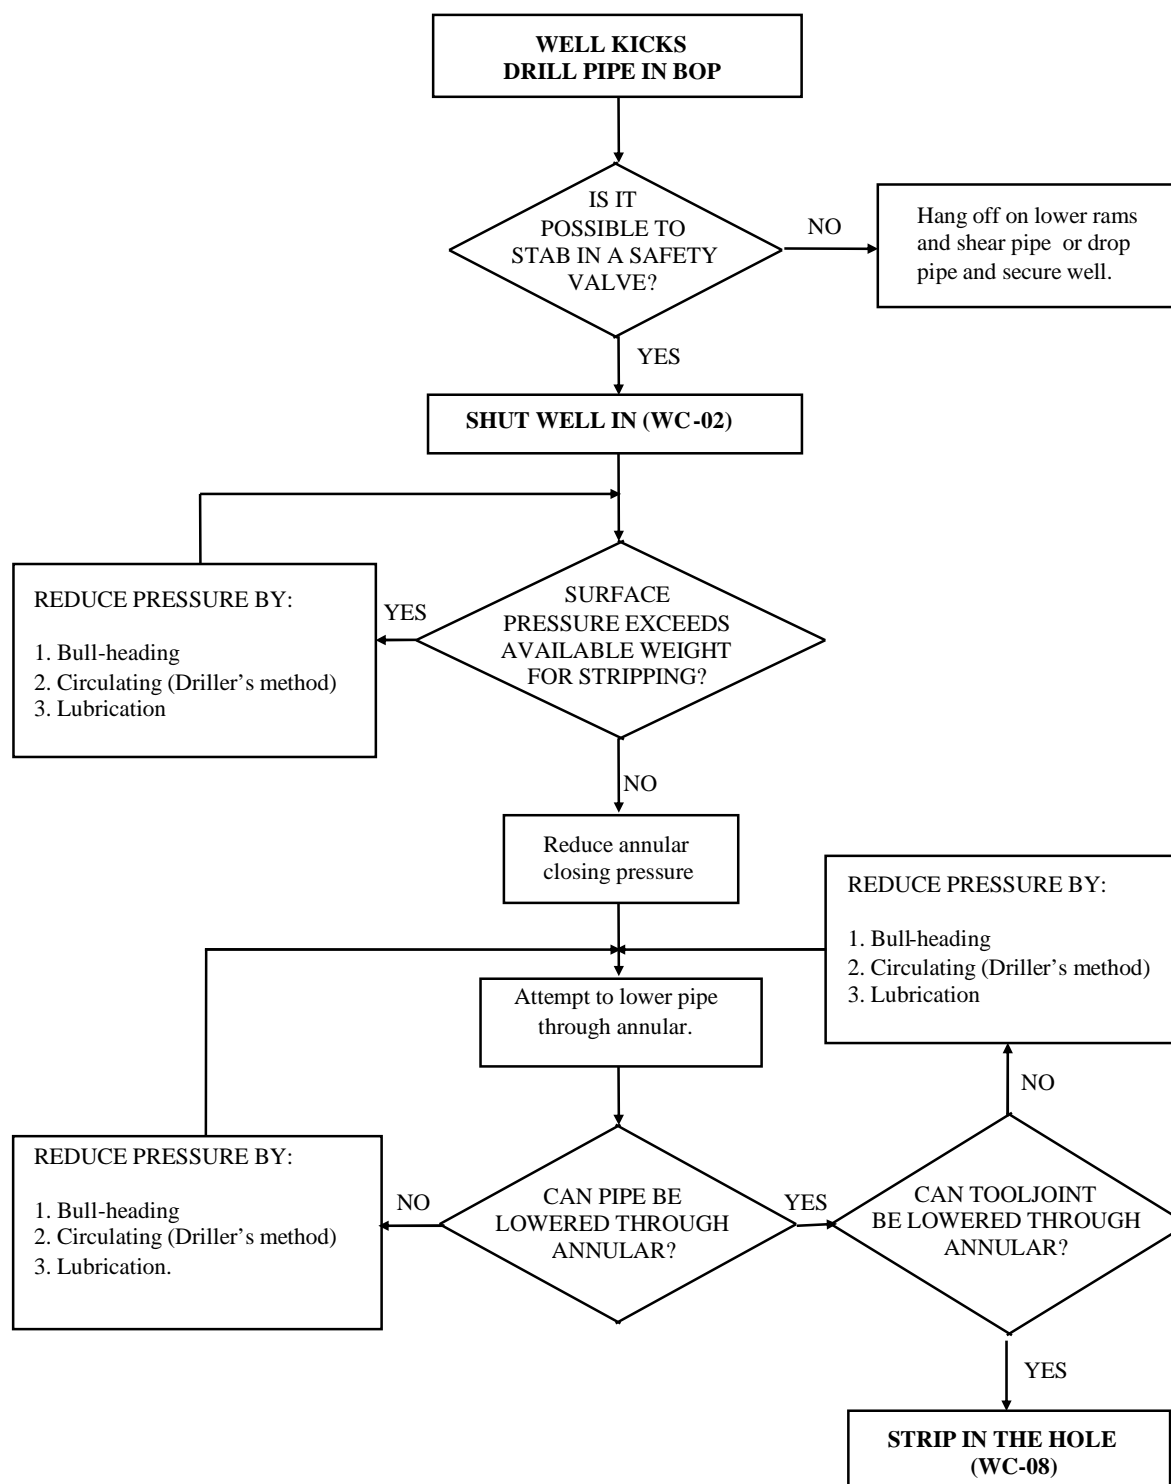 WELL KICKS
DRILL PIPE IN BOP
IS IT
POSSIBLE TO
STAB IN A SAFETY
VALVE?
NO
Hang off on lower rams
and shear pipe or drop
pipe and secure well.
YES
SHUT WELL IN (WC-02)
REDUCE PRESSURE BY:
1. Bull-heading
2. Circulating (Driller's method)
3. Lubrication
YES
SURFACE
PRESSURE EXCEEDS
AVAILABLE WEIGHT
FOR STRIPPING?
NO
Reduce annular
closing pressure
REDUCE PRESSURE BY:
1. Bull-heading
2. Circulating (Driller's method)
3. Lubrication
Attempt to lower pipe
through annular.
NO
REDUCE PRESSURE BY:
1. Bull-heading
2. Circulating (Driller's method)
3. Lubrication.
NO
CAN PIPE BE
LOWERED THROUGH
ANNULAR?
YES
CAN TOOLJOINT
BE LOWERED THROUGH
ANNULAR?
YES
STRIP IN THE HOLE
(WC-08)